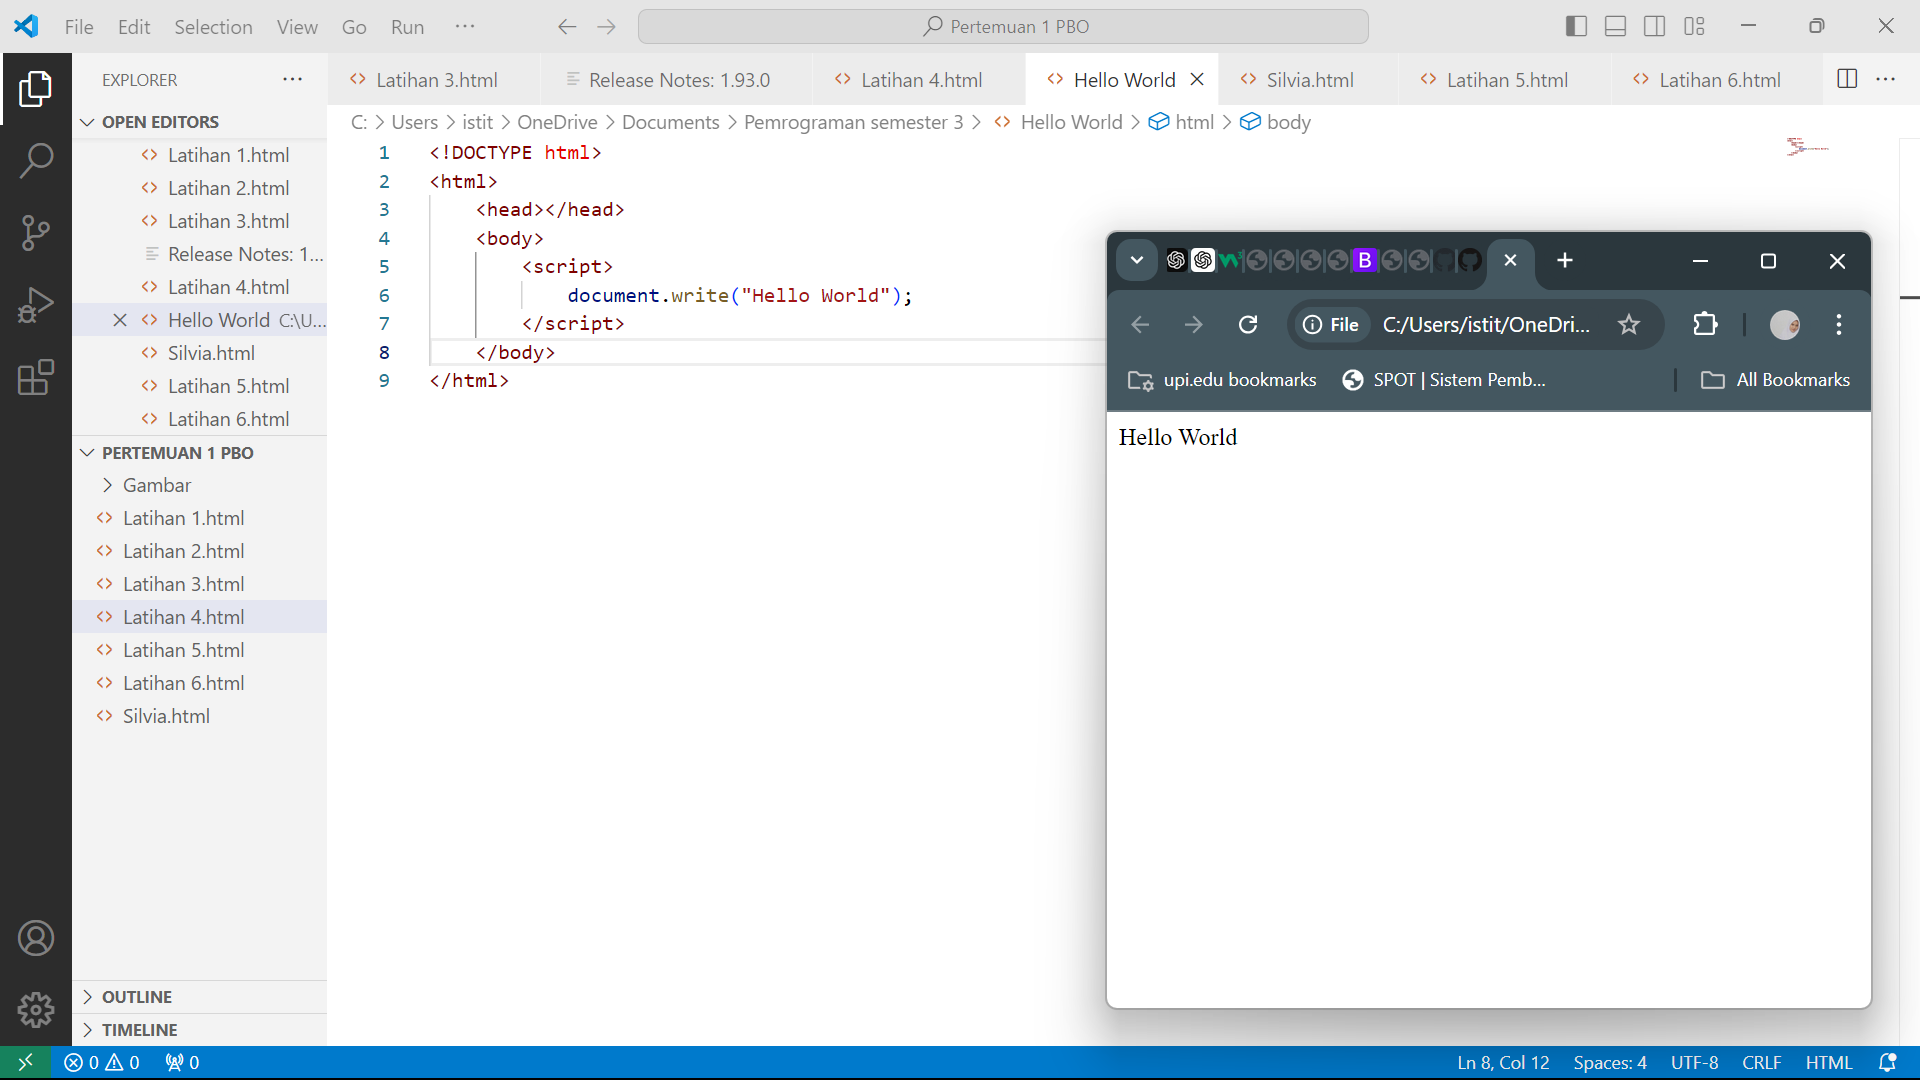 File Edit Selection View Go Run ···
Pertemuan 1 PBO
EXPLORER ···
OPEN EDITORS
Latihan 1.html
Latihan 2.html
Latihan 3.html
Release Notes: 1...
Latihan 4.html
Hello World C:\U...
Silvia.html
Latihan 5.html
Latihan 6.html
PERTEMUAN 1 PBO
Gambar
Latihan 1.html
Latihan 2.html
Latihan 3.html
Latihan 4.html
Latihan 5.html
Latihan 6.html
Silvia.html
OUTLINE
TIMELINE
Latihan 3.html Release Notes: 1.93.0 Latihan 4.html Hello World Silvia.html Latihan 5.html Latihan 6.html ···
C: > Users > istit > OneDrive > Documents > Pemrograman semester 3 > <> Hello World > html > body
1 <!DOCTYPE html>
2 <html>
3 <head></head>
4 <body>
5 <script>
6 document.write("Hello World");
7 </script>
8 </body>
9 </html>
B
File C:/Users/istit/OneDri...
upi.edu bookmarks SPOT | Sistem Pemb... All Bookmarks
Hello World
0 0 0 Ln 8, Col 12 Spaces: 4 UTF-8 CRLF HTML